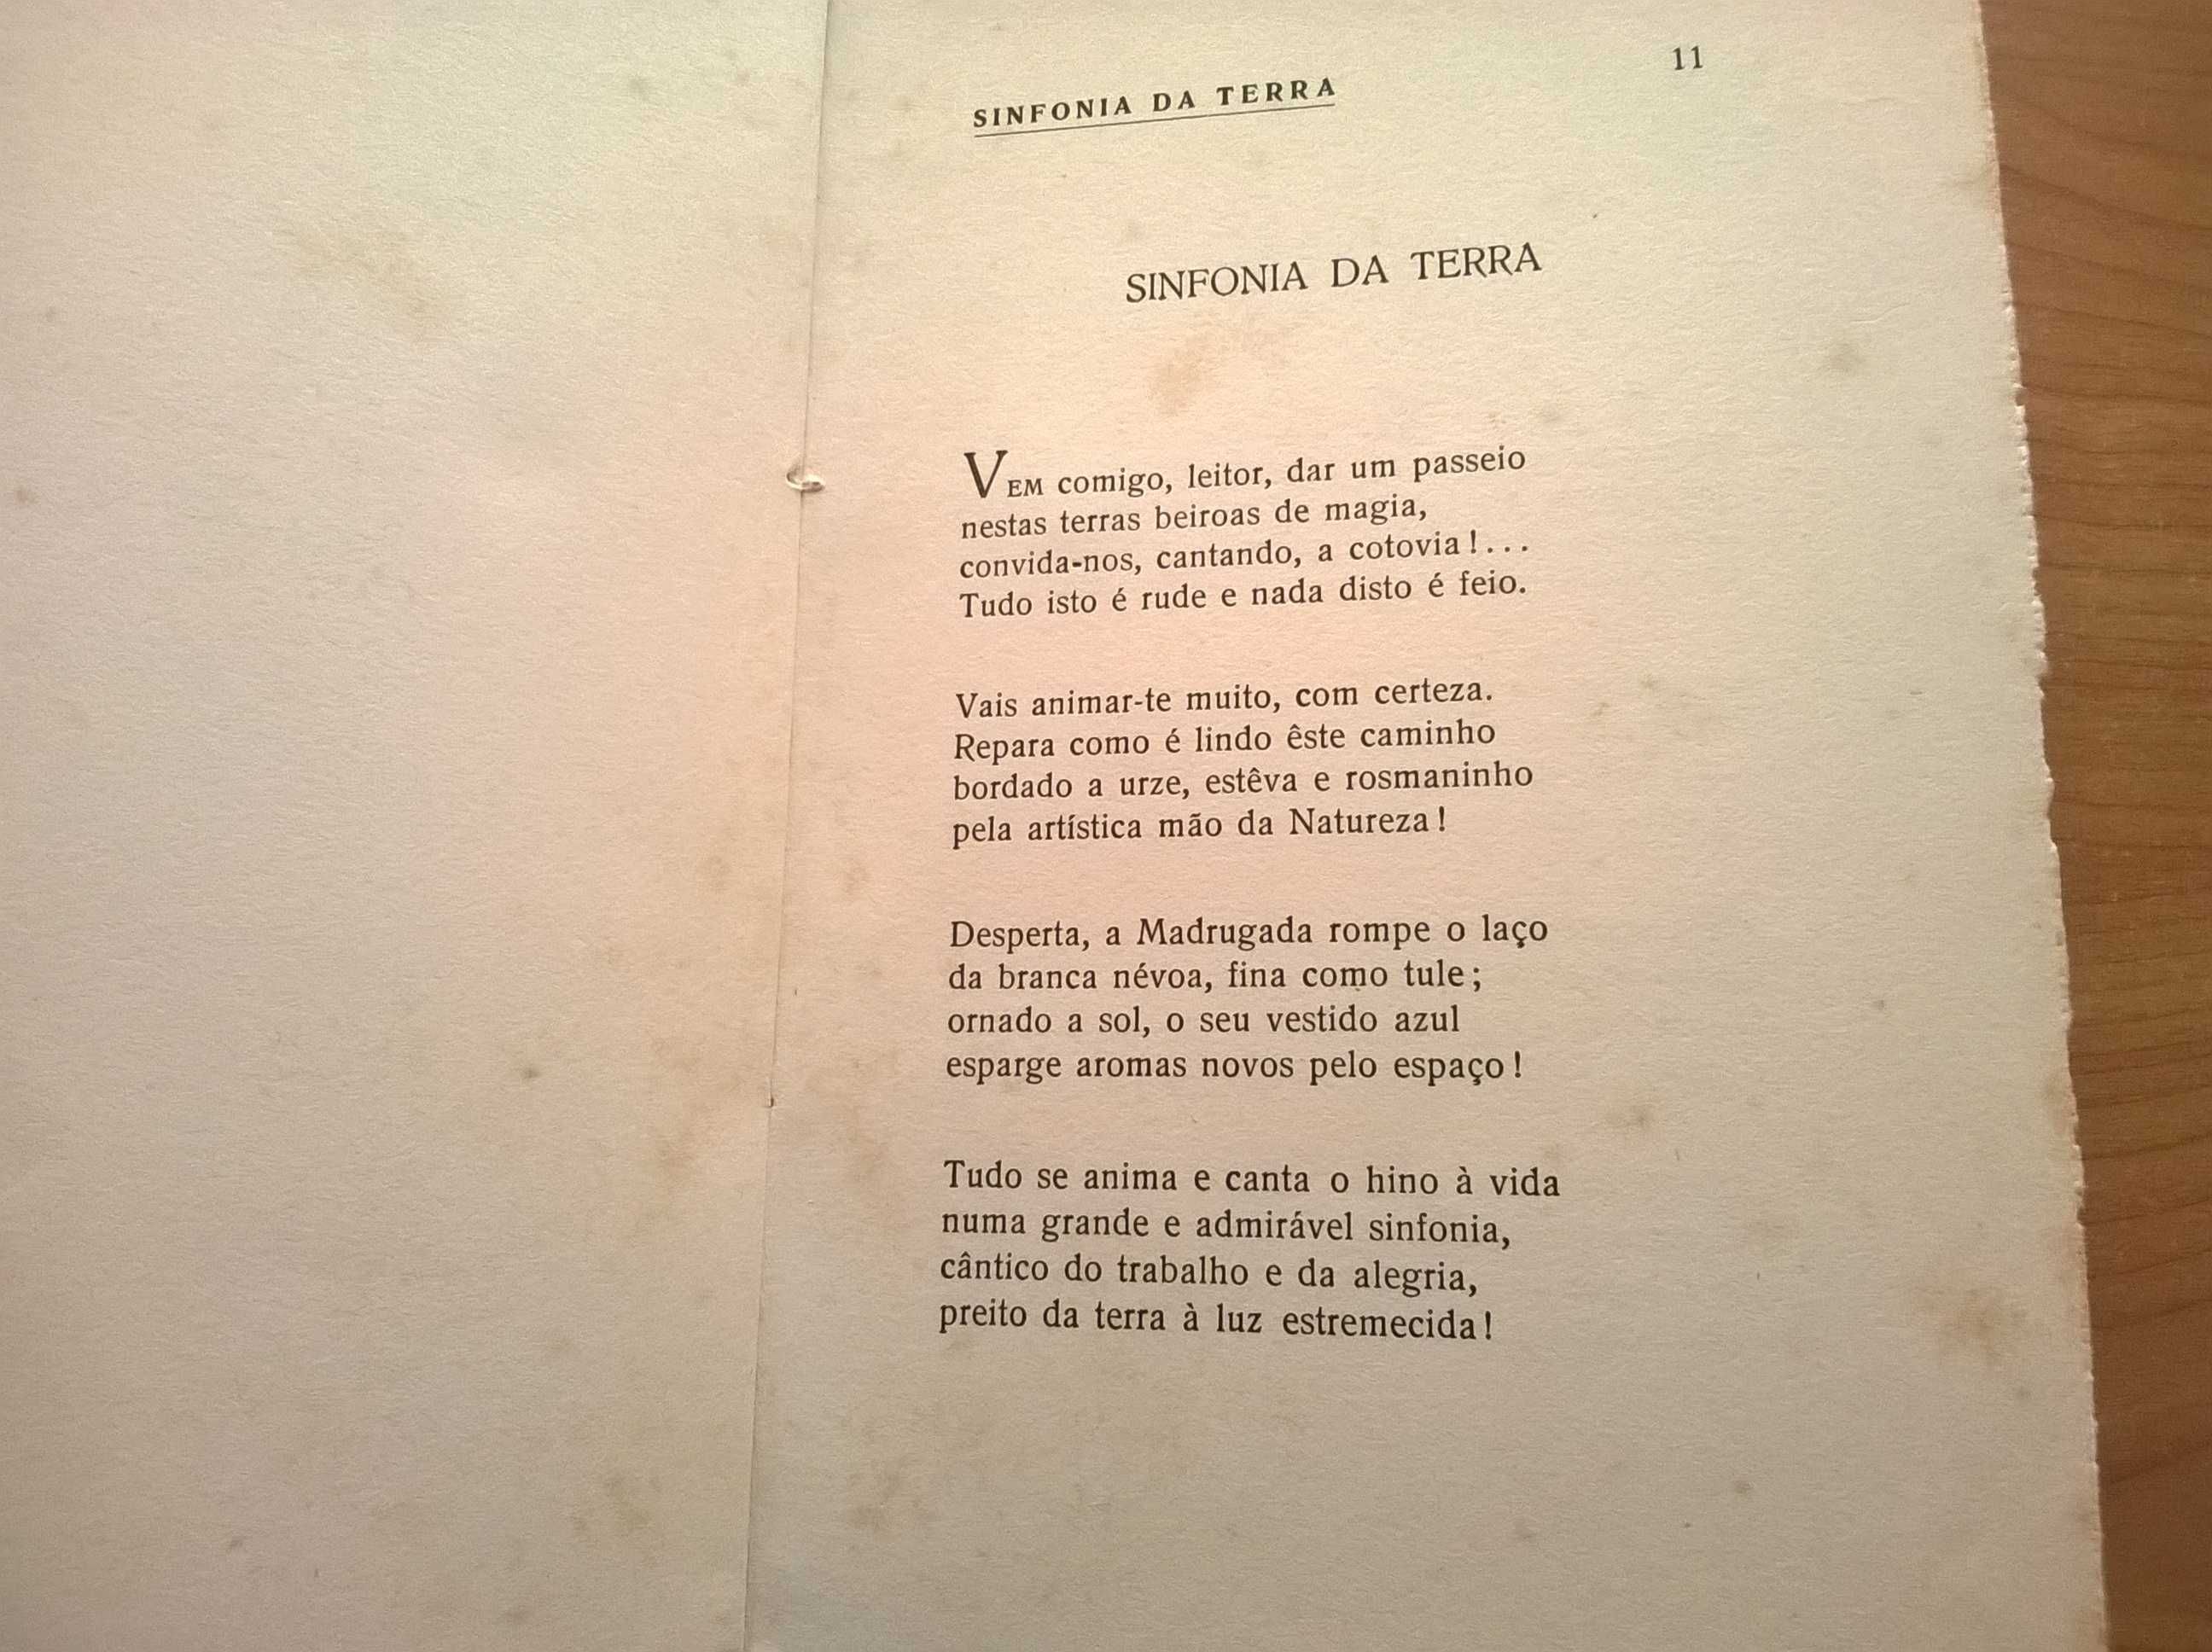 SINFONIA DA TERRA
11
SINFONIA DA TERRA
VEM comigo, leitor, dar um passeio
nestas terras beiroas de magia,
convida-nos, cantando, a cotovia!...
Tudo isto é rude e nada disto é feio.
Vais animar-te muito, com certeza.
Repara como é lindo êste caminho
bordado a urze, estêva e rosmaninho
pela artística mão da Natureza!
Desperta, a Madrugada rompe o laço
da branca névoa, fina como tule;
ornado a sol, o seu vestido azul
esparge aromas novos pelo espaço!
Tudo se anima e canta o hino à vida
numa grande e admirável sinfonia,
cântico do trabalho e da alegria,
preito da terra à luz estremecida!